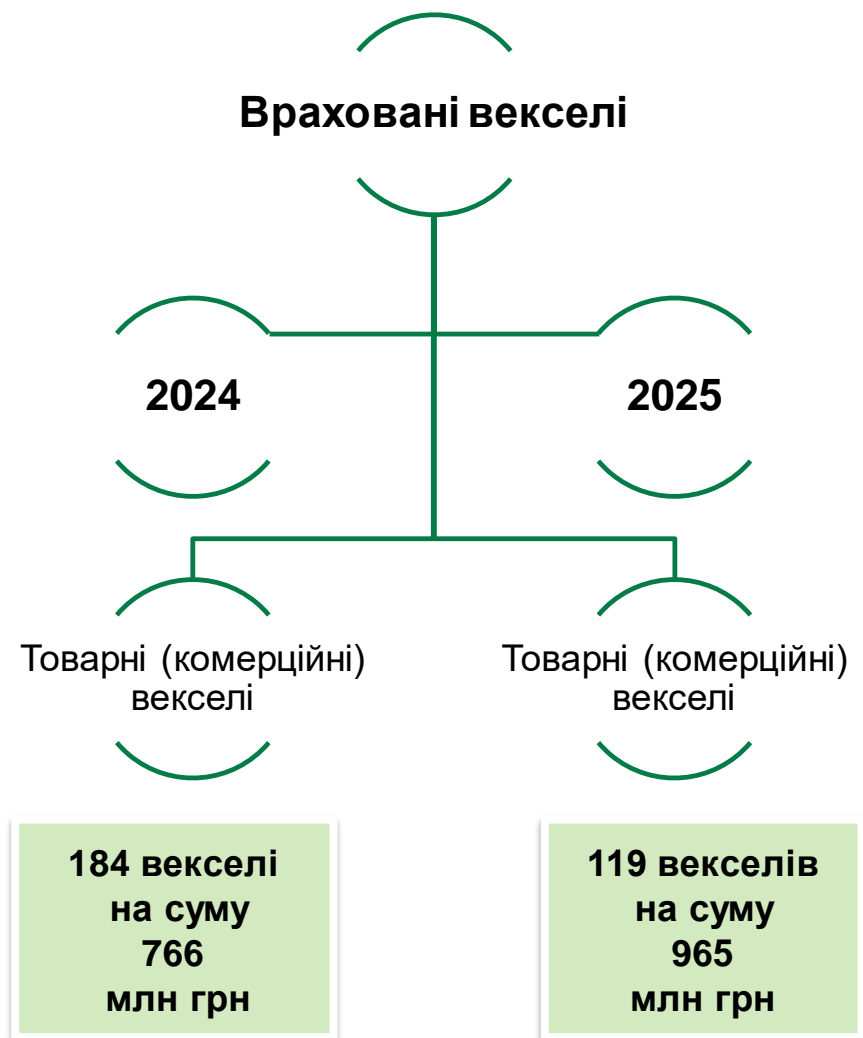 Враховані векселі
2024
2025
Товарні (комерційні)
векселі
Товарні (комерційні)
векселі
184 векселі
на суму
766
млн грн
119 векселів
на суму
965
млн грн